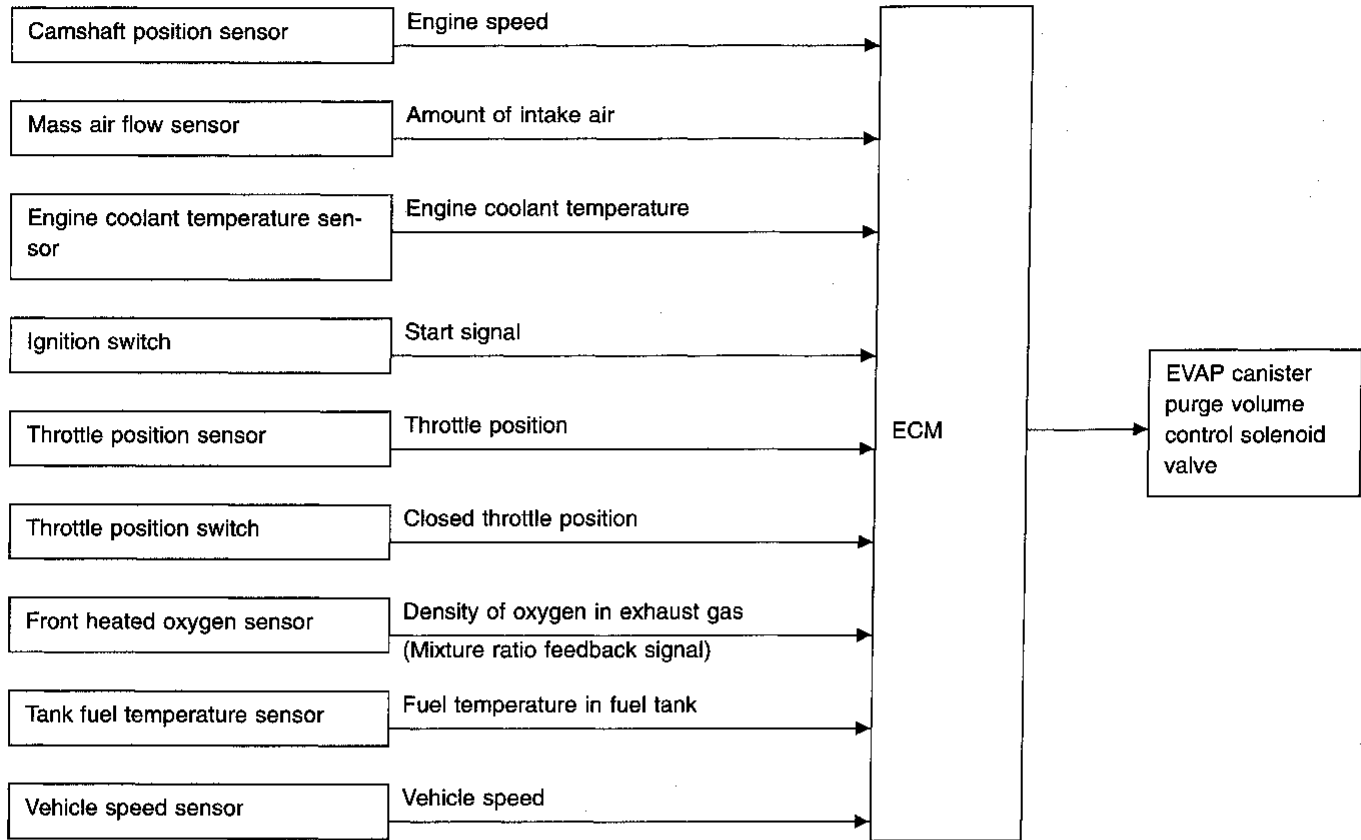 Camshaft position sensor
Engine speed
Mass air flow sensor
Amount of intake air
Engine coolant temperature sen-
sor
Engine coolant temperature
Ignition switch
Start signal
Throttle position sensor
Throttle position
Throttle position switch
Closed throttle position
Front heated oxygen sensor
Density of oxygen in exhaust gas
(Mixture ratio feedback signal)
Tank fuel temperature sensor
Fuel temperature in fuel tank
Vehicle speed sensor
Vehicle speed
ECM
EVAP canister
purge volume
control solenoid
valve